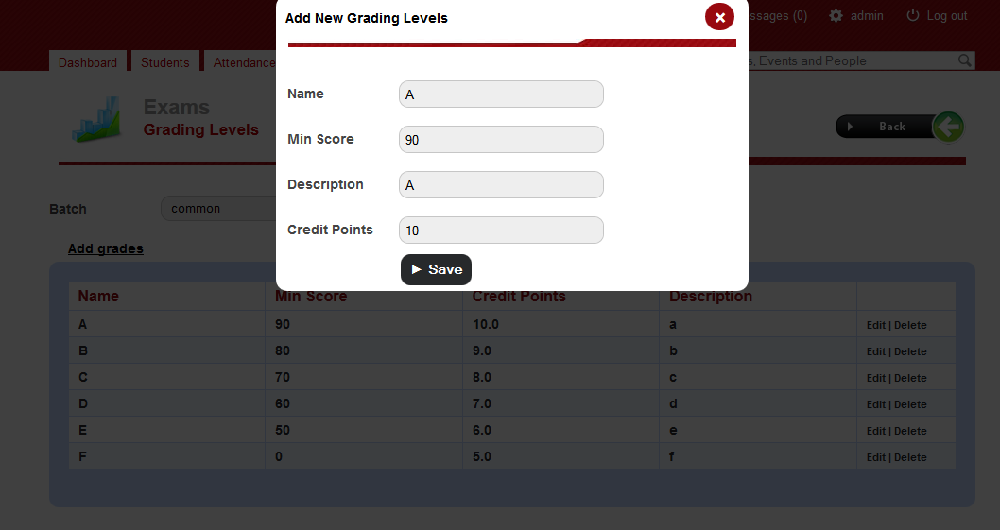 Add New Grading Levels
ssages (0) admin Log out
Dashboard Students Attendance
s, Events and People
Exams
Grading Levels
Back
Name A
Min Score 90
Description A
Credit Points 10
Save
Batch common
Add grades
Name Min Score Credit Points Description
A 90 10.0 a Edit | Delete
B 80 9.0 b Edit | Delete
C 70 8.0 c Edit | Delete
D 60 7.0 d Edit | Delete
E 50 6.0 e Edit | Delete
F 0 5.0 f Edit | Delete